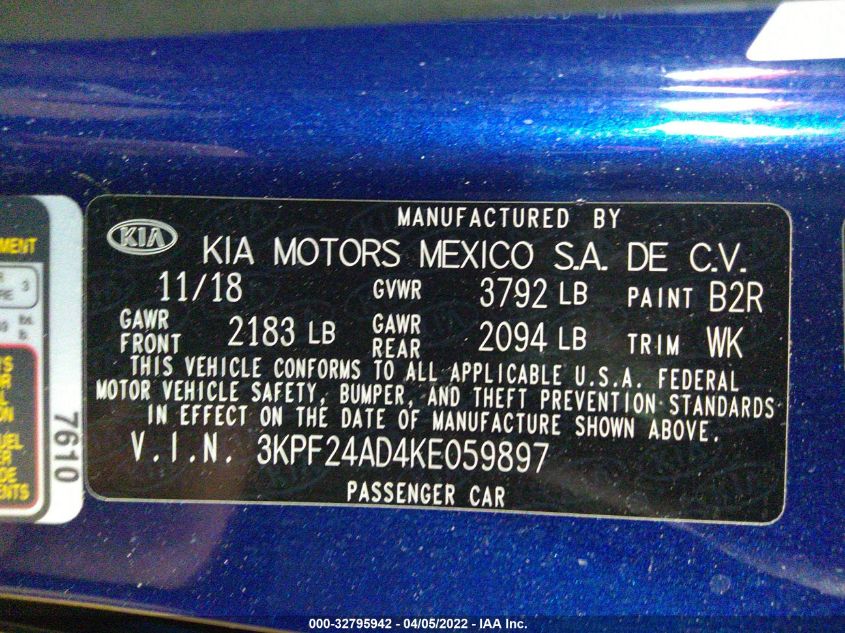 MANUFACTURED BY
KIA
KIA MOTORS MEXICO S.A. DE C.V.
11/18 GVWR 3792 LB PAINT B2R
GAWR FRONT 2183 LB GAWR REAR 2094 LB TRIM WK
THIS VEHICLE CONFORMS TO ALL APPLICABLE U.S.A. FEDERAL
MOTOR VEHICLE SAFETY, BUMPER, AND THEFT PREVENTION STANDARDS
IN EFFECT ON THE DATE OF MANUFACTURE SHOWN ABOVE.
V.I.N. 3KPF24AD4KE059897
PASSENGER CAR
7610
000-32795942 - 04/05/2022 - IAA Inc.